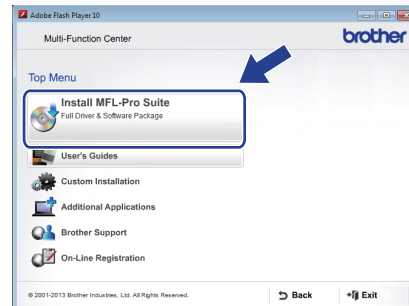 Adobe Flash Player 10
Multi-Function Center
brother
Top Menu
Install MFL-Pro Suite
Full Driver & Software Package
User's Guides
Custom Installation
Additional Applications
Brother Support
On-Line Registration
© 2001-2013 Brother Industries, Ltd. All Rights Reserved.
Back
Exit